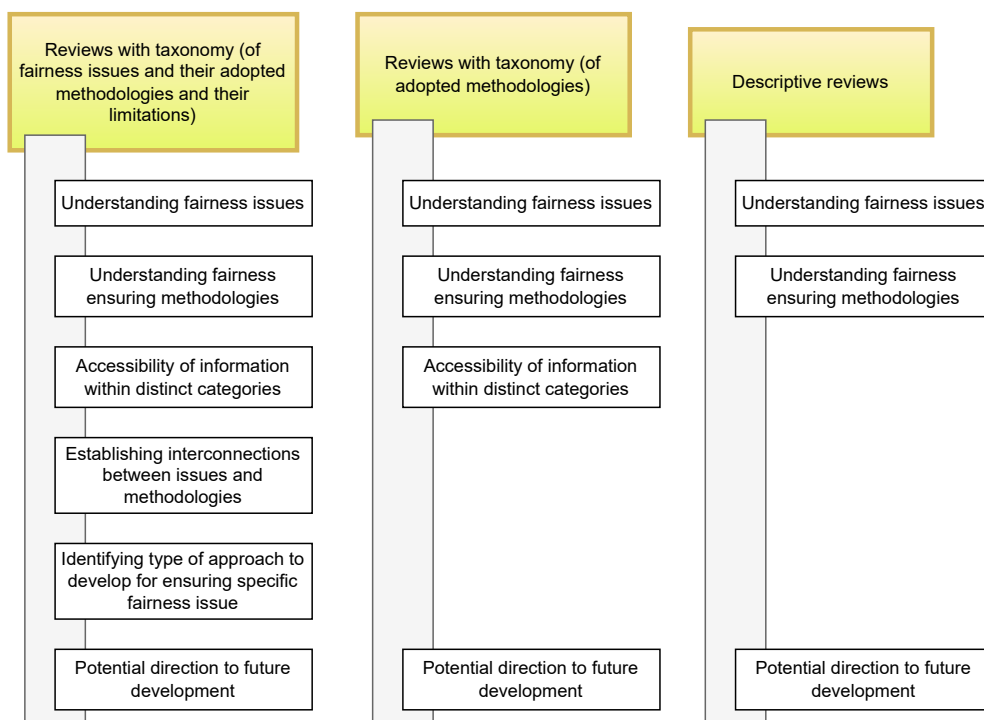 Reviews with taxonomy (of
fairness issues and their adopted
methodologies and their
limitations)
Understanding fairness issues
Understanding fairness
ensuring methodologies
Accessibility of information
within distinct categories
Establishing interconnections
between issues and
methodologies
Identifying type of approach to
develop for ensuring specific
fairness issue
Potential direction to future
development
Reviews with taxonomy (of
adopted methodologies)
Understanding fairness issues
Understanding fairness
ensuring methodologies
Accessibility of information
within distinct categories
Potential direction to future
development
Descriptive reviews
Understanding fairness issues
Understanding fairness
ensuring methodologies
Potential direction to future
development